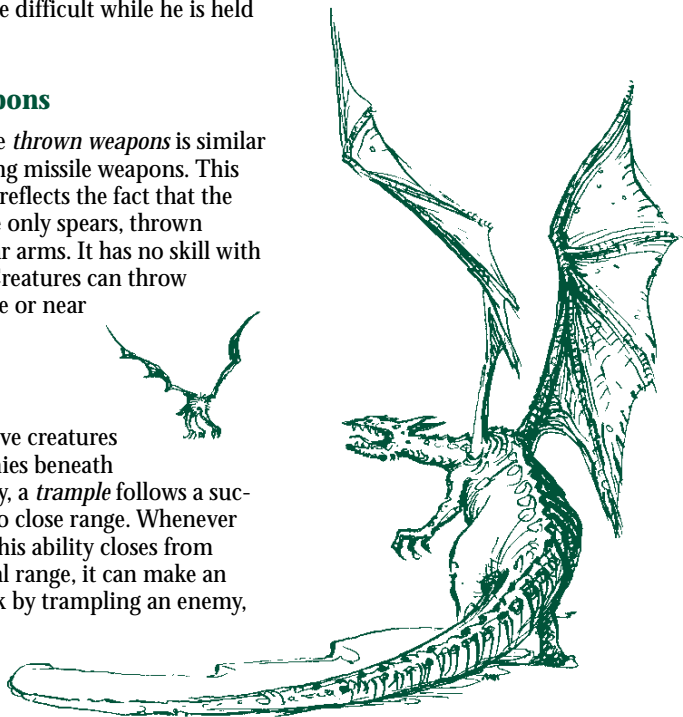 e difficult while he is held
pons
e thrown weapons is similar
ng missile weapons. This
reflects the fact that the
e only spears, thrown
r arms. It has no skill with
Creatures can throw
e or near
ve creatures
nies beneath
y, a trample follows a suc-
o close range. Whenever
his ability closes from
al range, it can make an
k by trampling an enemy,